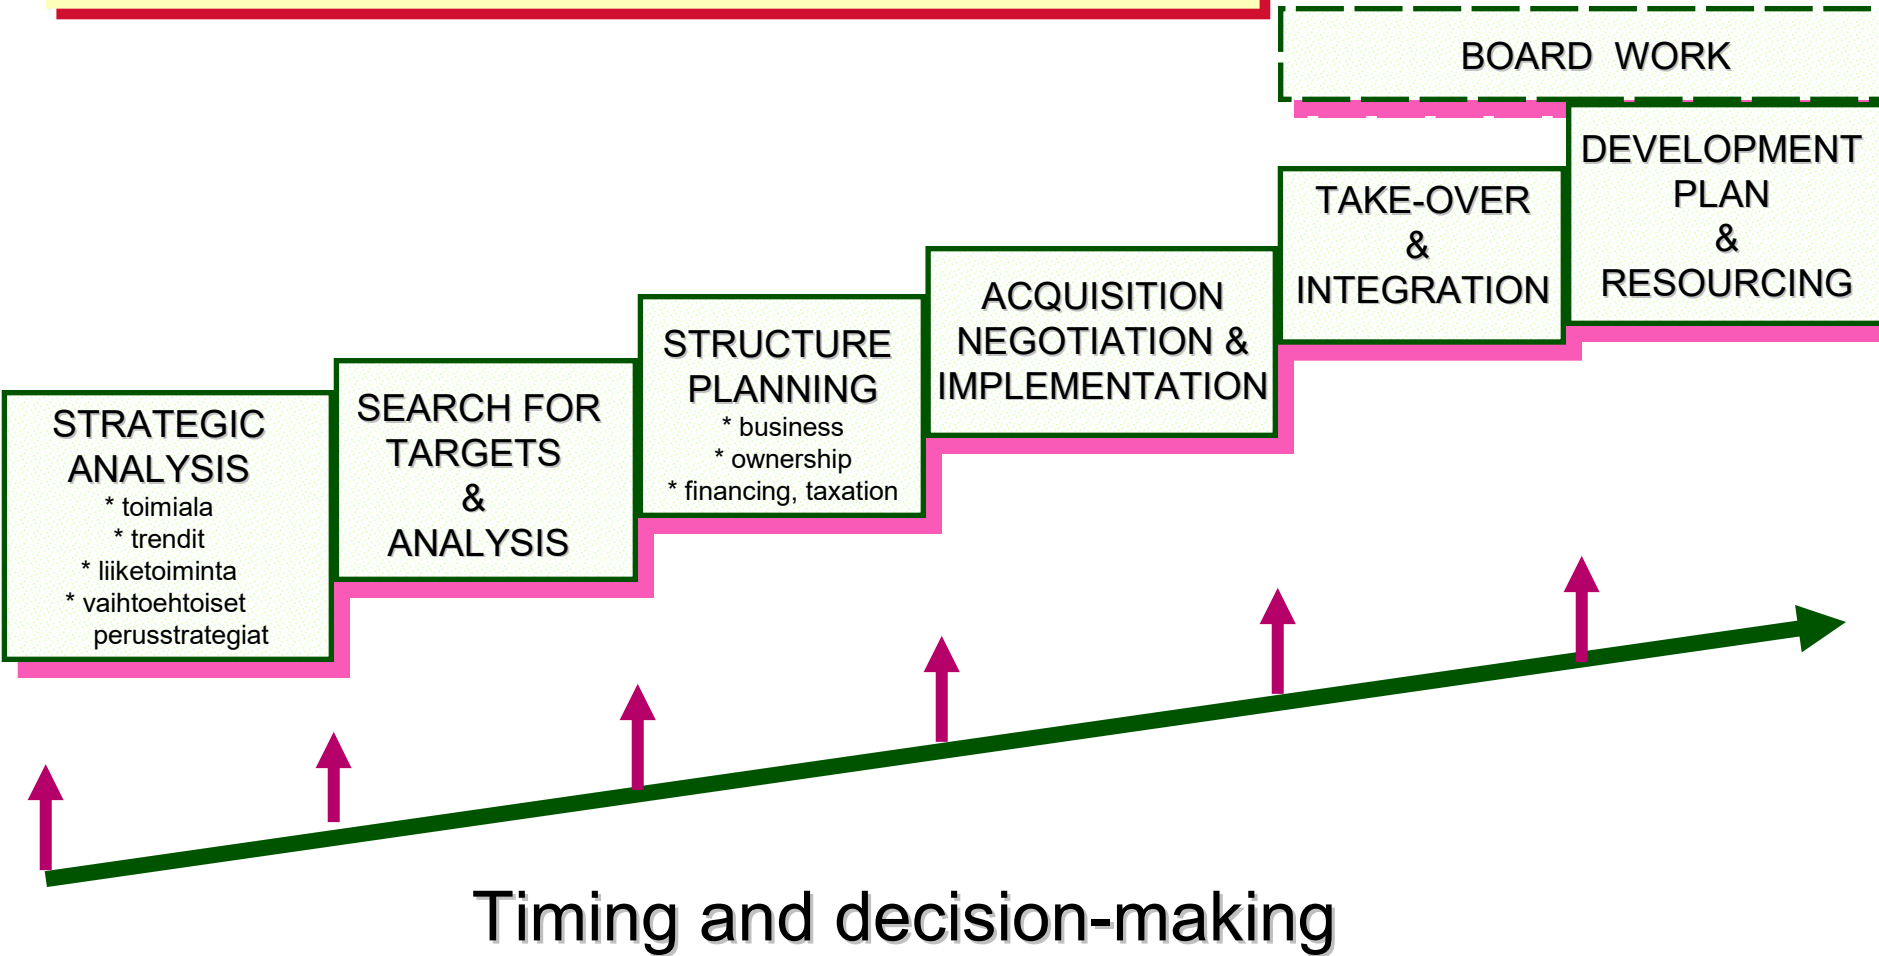 BOARD WORK
DEVELOPMENT
PLAN
&
RESOURCING
TAKE-OVER
&
INTEGRATION
ACQUISITION
NEGOTIATION &
IMPLEMENTATION
STRUCTURE
PLANNING
* business
* ownership
* financing, taxation
SEARCH FOR
TARGETS
&
ANALYSIS
STRATEGIC
ANALYSIS
* toimiala
* trendit
* liiketoiminta
* vaihtoehtoiset
perusstrategiat
Timing and decision-making